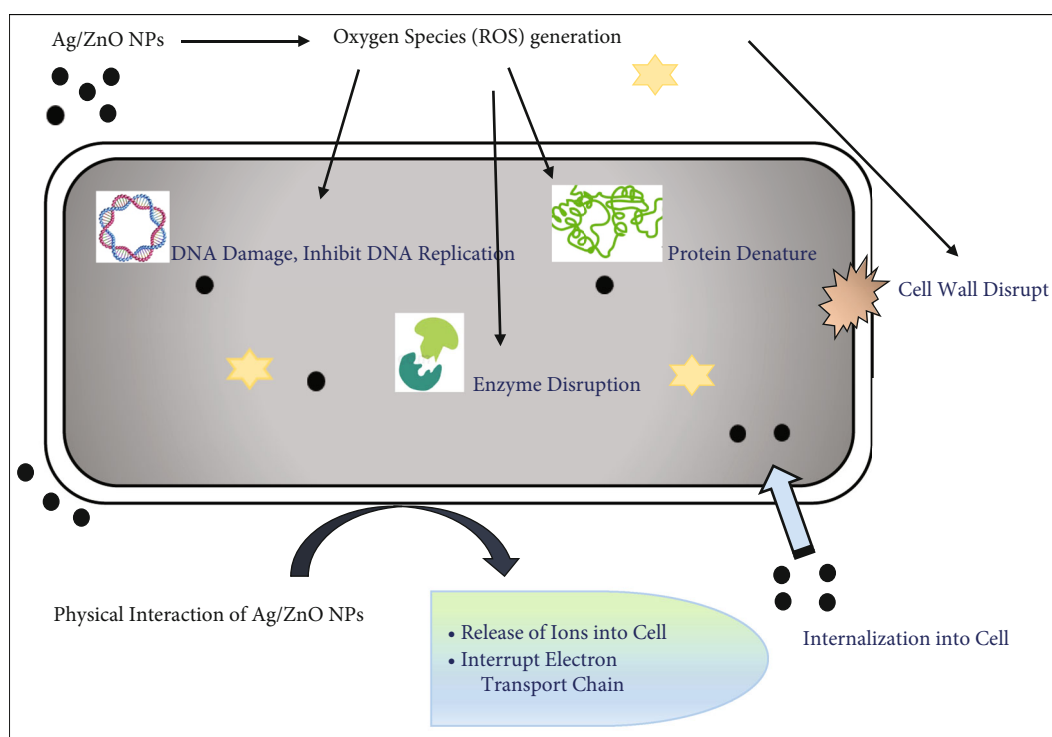 Ag/ZnO NPs
Oxygen Species (ROS) generation
DNA Damage, Inhibit DNA Replication
Protein Denature
Cell Wall Disrupt
Enzyme Disruption
Physical Interaction of Ag/ZnO NPs
• Release of Ions into Cell
• Interrupt Electron
Transport Chain
Internalization into Cell